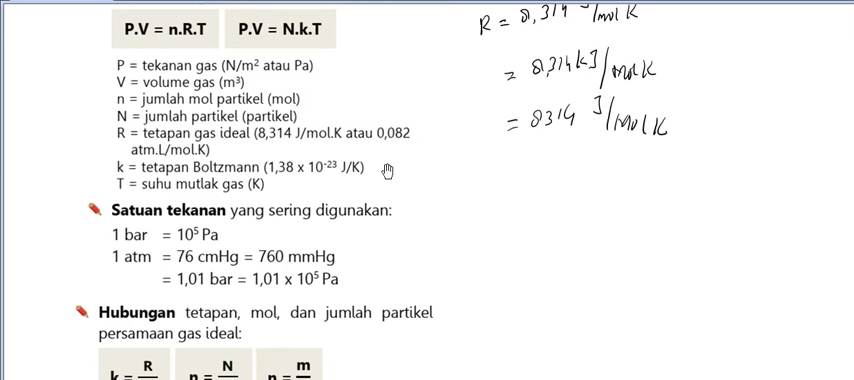 P.V = n.R.T
P.V = N.k.T
P = tekanan gas (N/m² atau Pa)
V = volume gas (m³)
n = jumlah mol partikel (mol)
N = jumlah partikel (partikel)
R = tetapan gas ideal (8,314 J/mol.K atau 0,082
atm.L/mol.K)
k = tetapan Boltzmann (1,38 x 10⁻²³ J/K)
T = suhu mutlak gas (K)
Satuan tekanan yang sering digunakan:
1 bar = 10⁵ Pa
1 atm = 76 cmHg = 760 mmHg
= 1,01 bar = 1,01 x 10⁵ Pa
Hubungan tetapan, mol, dan jumlah partikel
persamaan gas ideal:
k = R
n = N
n = m
R = 8,314 J/mol K
= 8,314 kJ/mol K
= 8314 J/mol K